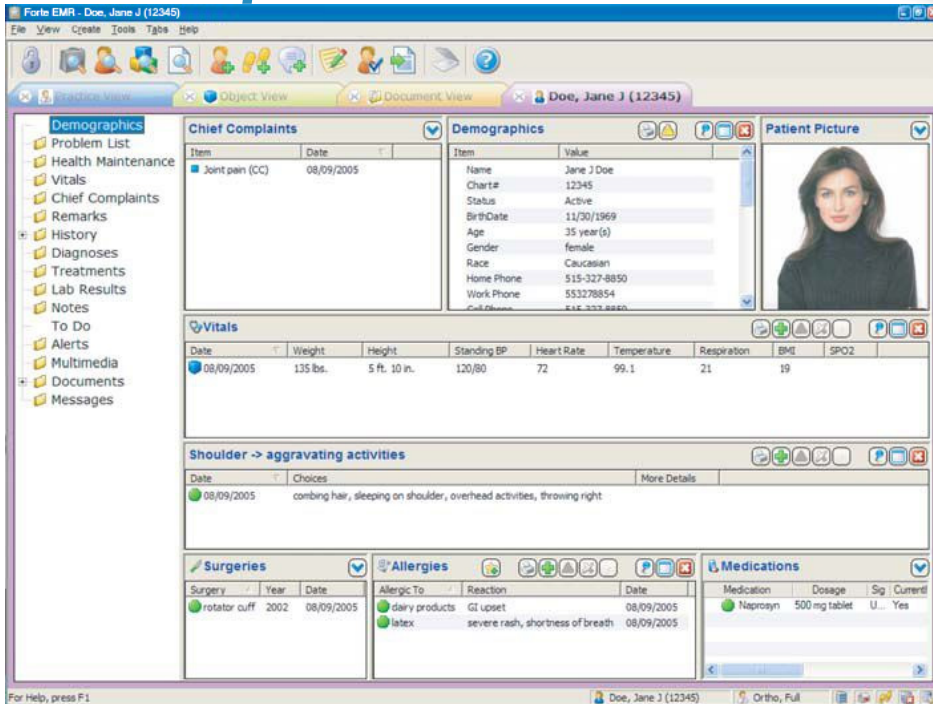 Forte EMR - Doe, Jane J (12345)
File View Create Tools Tabs Help
Practice View Object View Document View Doe, Jane J (12345)
Demographics
Problem List
Health Maintenance
Vitals
Chief Complaints
Remarks
History
Diagnoses
Treatments
Lab Results
Notes
To Do
Alerts
Multimedia
Documents
Messages
Chief Complaints
Item Date
Joint pain (CC) 08/09/2005
Demographics
Item Value
Name Jane J Doe
Chart# 12345
Status Active
BirthDate 11/30/1969
Age 35 year(s)
Gender female
Race Caucasian
Home Phone 515-327-8850
Work Phone 553278854
Cell Phone 515-327-8850
Patient Picture
Vitals
Date Weight Height Standing BP Heart Rate Temperature Respiration BMI SPO2
08/09/2005 135 lbs. 5 ft. 10 in. 120/80 72 99.1 21 19
Shoulder -> aggravating activities
Date Choices More Details
08/09/2005 combing hair, sleeping on shoulder, overhead activities, throwing right
Surgeries
Surgery Year Date
rotator cuff 2002 08/09/2005
Allergies
Allergic To Reaction Date
dairy products GI upset 08/09/2005
latex severe rash, shortness of breath 08/09/2005
Medications
Medication Dosage Sig Currentl
Naprosyn 500 mg tablet U... Yes
For Help, press F1 Doe, Jane J (12345) Ortho, Full